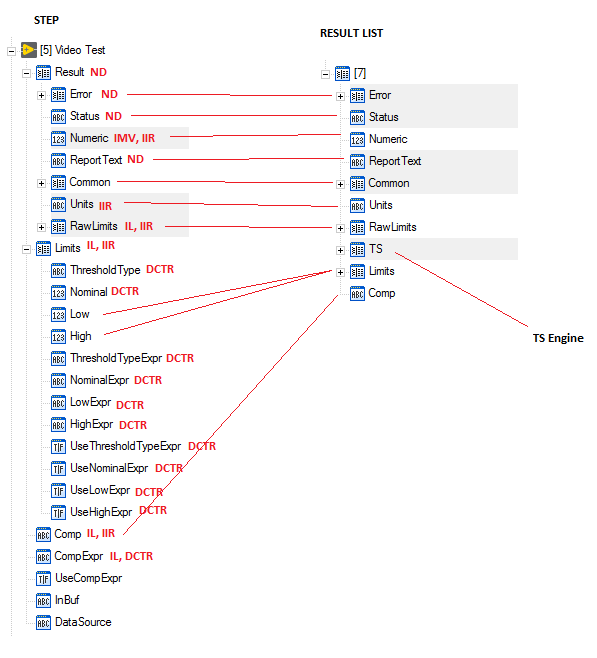 STEP
RESULT LIST
[5] Video Test
Result ND
[7]
Error ND
Error
Status ND
Status
Numeric IMV, IIR
Numeric
ReportText ND
ReportText
Common
Common
Units IIR
Units
RawLimits IL, IIR
RawLimits
Limits IL, IIR
TS
ThresholdType DCTR
Limits
Nominal DCTR
Comp
Low
High
TS Engine
ThresholdTypeExpr DCTR
NominalExpr DCTR
LowExpr DCTR
HighExpr DCTR
UseThresholdTypeExpr DCTR
UseNominalExpr DCTR
UseLowExpr DCTR
UseHighExpr DCTR
Comp IL, IIR
CompExpr IL, DCTR
UseCompExpr
InBuf
DataSource